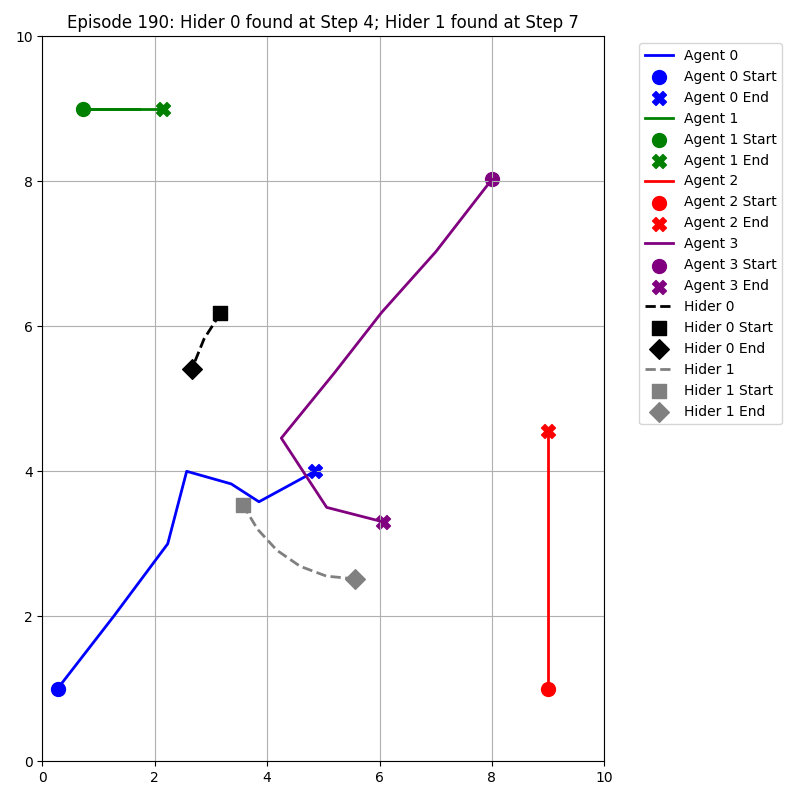 Episode 190: Hider 0 found at Step 4; Hider 1 found at Step 7
10
8
6
4
2
0
0
2
4
6
8
10
Agent 0
Agent 0 Start
Agent 0 End
Agent 1
Agent 1 Start
Agent 1 End
Agent 2
Agent 2 Start
Agent 2 End
Agent 3
Agent 3 Start
Agent 3 End
Hider 0
Hider 0 Start
Hider 0 End
Hider 1
Hider 1 Start
Hider 1 End